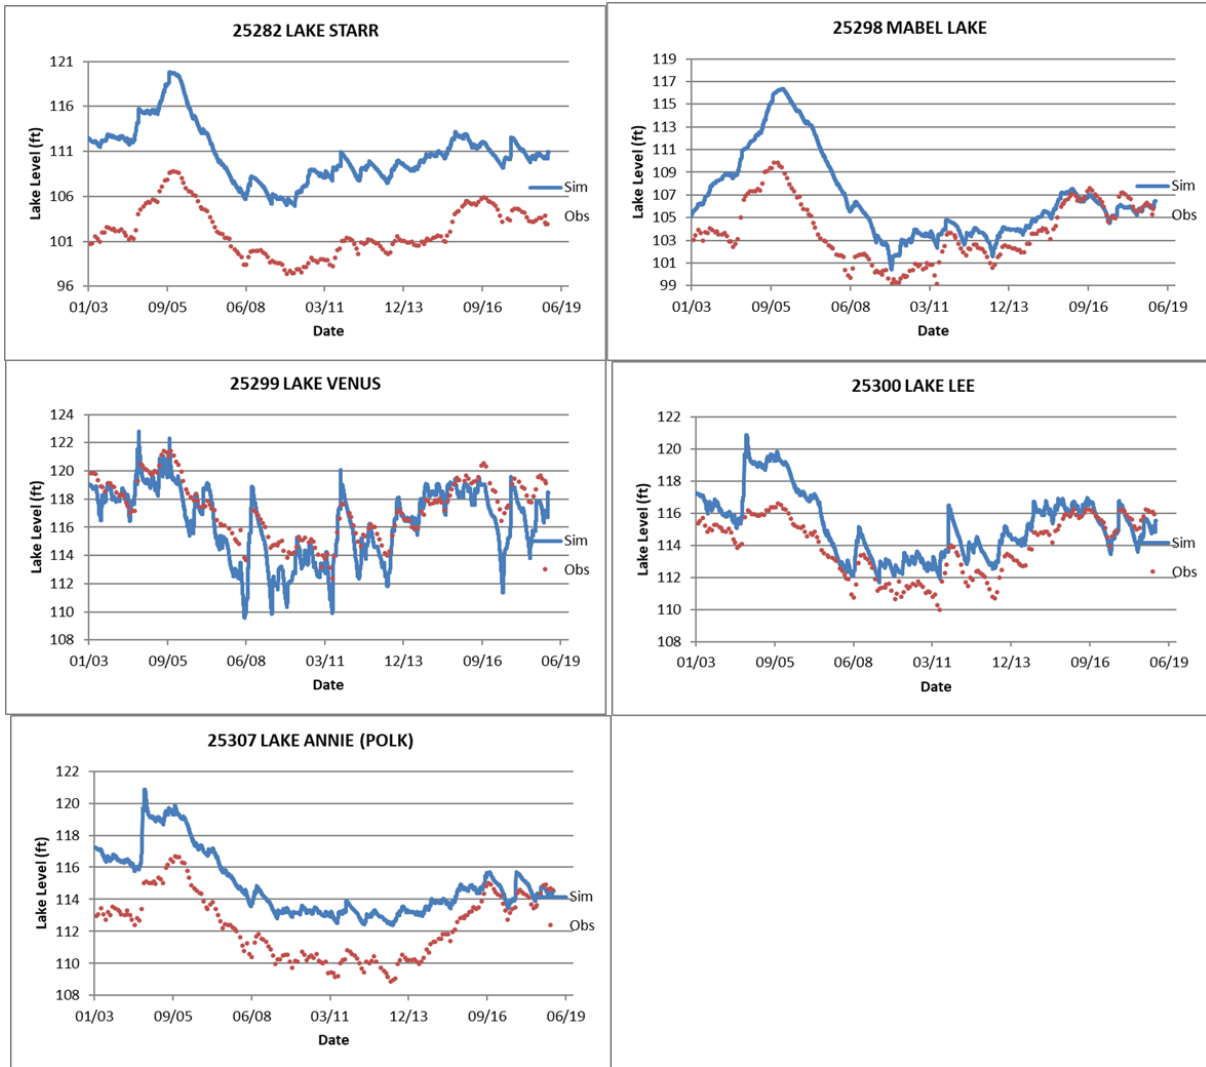 25282 LAKE STARR
121
116
111
106
101
96
Lake Level (ft)
01/03 09/05 06/08 03/11 12/13 09/16 06/19
Date
Sim
Obs
25298 MABEL LAKE
119
117
115
113
111
109
107
105
103
101
99
Lake Level (ft)
01/03 09/05 06/08 03/11 12/13 09/16 06/19
Date
Sim
Obs
25299 LAKE VENUS
124
122
120
118
116
114
112
110
108
Lake Level (ft)
01/03 09/05 06/08 03/11 12/13 09/16 06/19
Date
Sim
Obs
25300 LAKE LEE
122
120
118
116
114
112
110
108
Lake Level (ft)
01/03 09/05 06/08 03/11 12/13 09/16 06/19
Date
Sim
Obs
25307 LAKE ANNIE (POLK)
122
120
118
116
114
112
110
108
Lake Level (ft)
01/03 09/05 06/08 03/11 12/13 09/16 06/19
Date
Sim
Obs